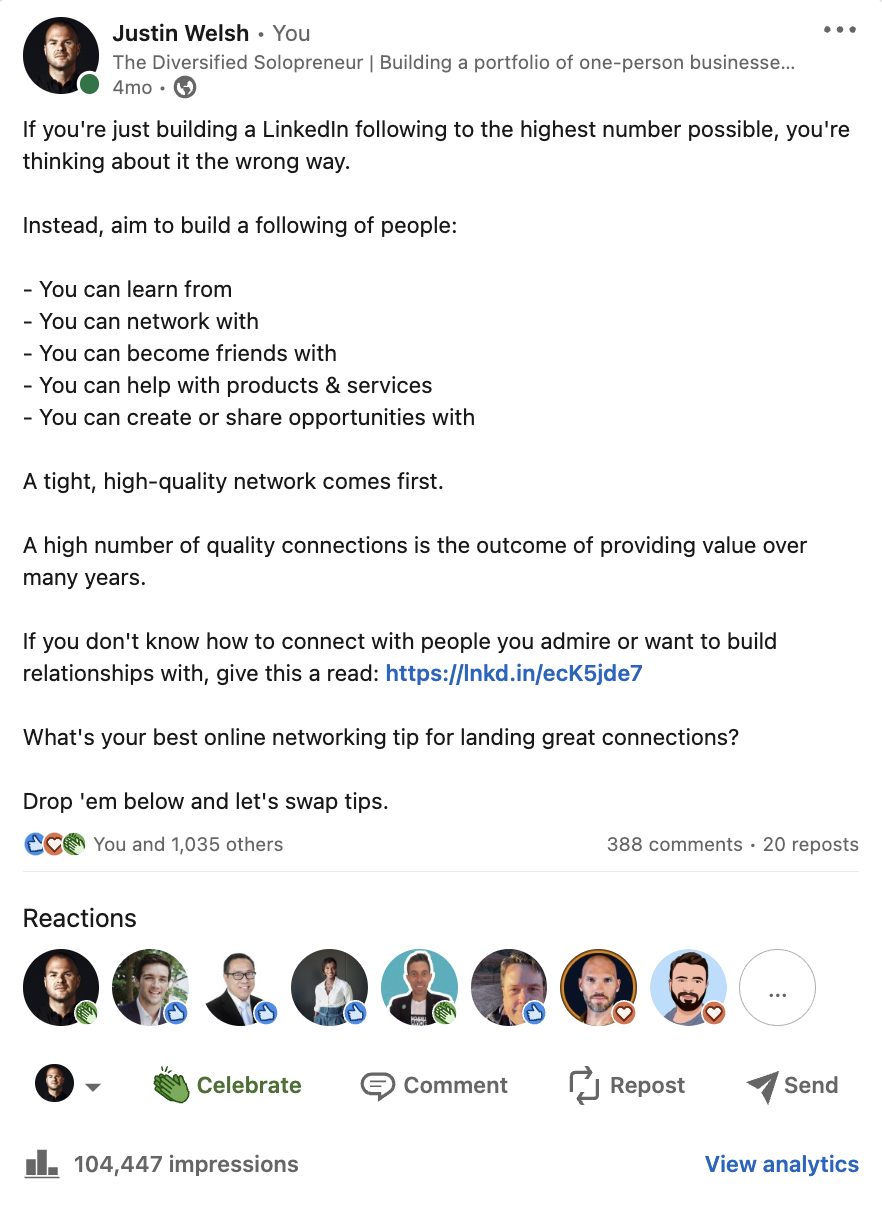 Justin Welsh • You
The Diversified Solopreneur | Building a portfolio of one-person businesse...
4mo •
If you're just building a LinkedIn following to the highest number possible, you're
thinking about it the wrong way.
Instead, aim to build a following of people:
- You can learn from
- You can network with
- You can become friends with
- You can help with products & services
- You can create or share opportunities with
A tight, high-quality network comes first.
A high number of quality connections is the outcome of providing value over
many years.
If you don't know how to connect with people you admire or want to build
relationships with, give this a read: https://lnkd.in/ecK5jde7
What's your best online networking tip for landing great connections?
Drop 'em below and let's swap tips.
You and 1,035 others 388 comments • 20 reposts
Reactions
...
Celebrate Comment Repost Send
104,447 impressions View analytics